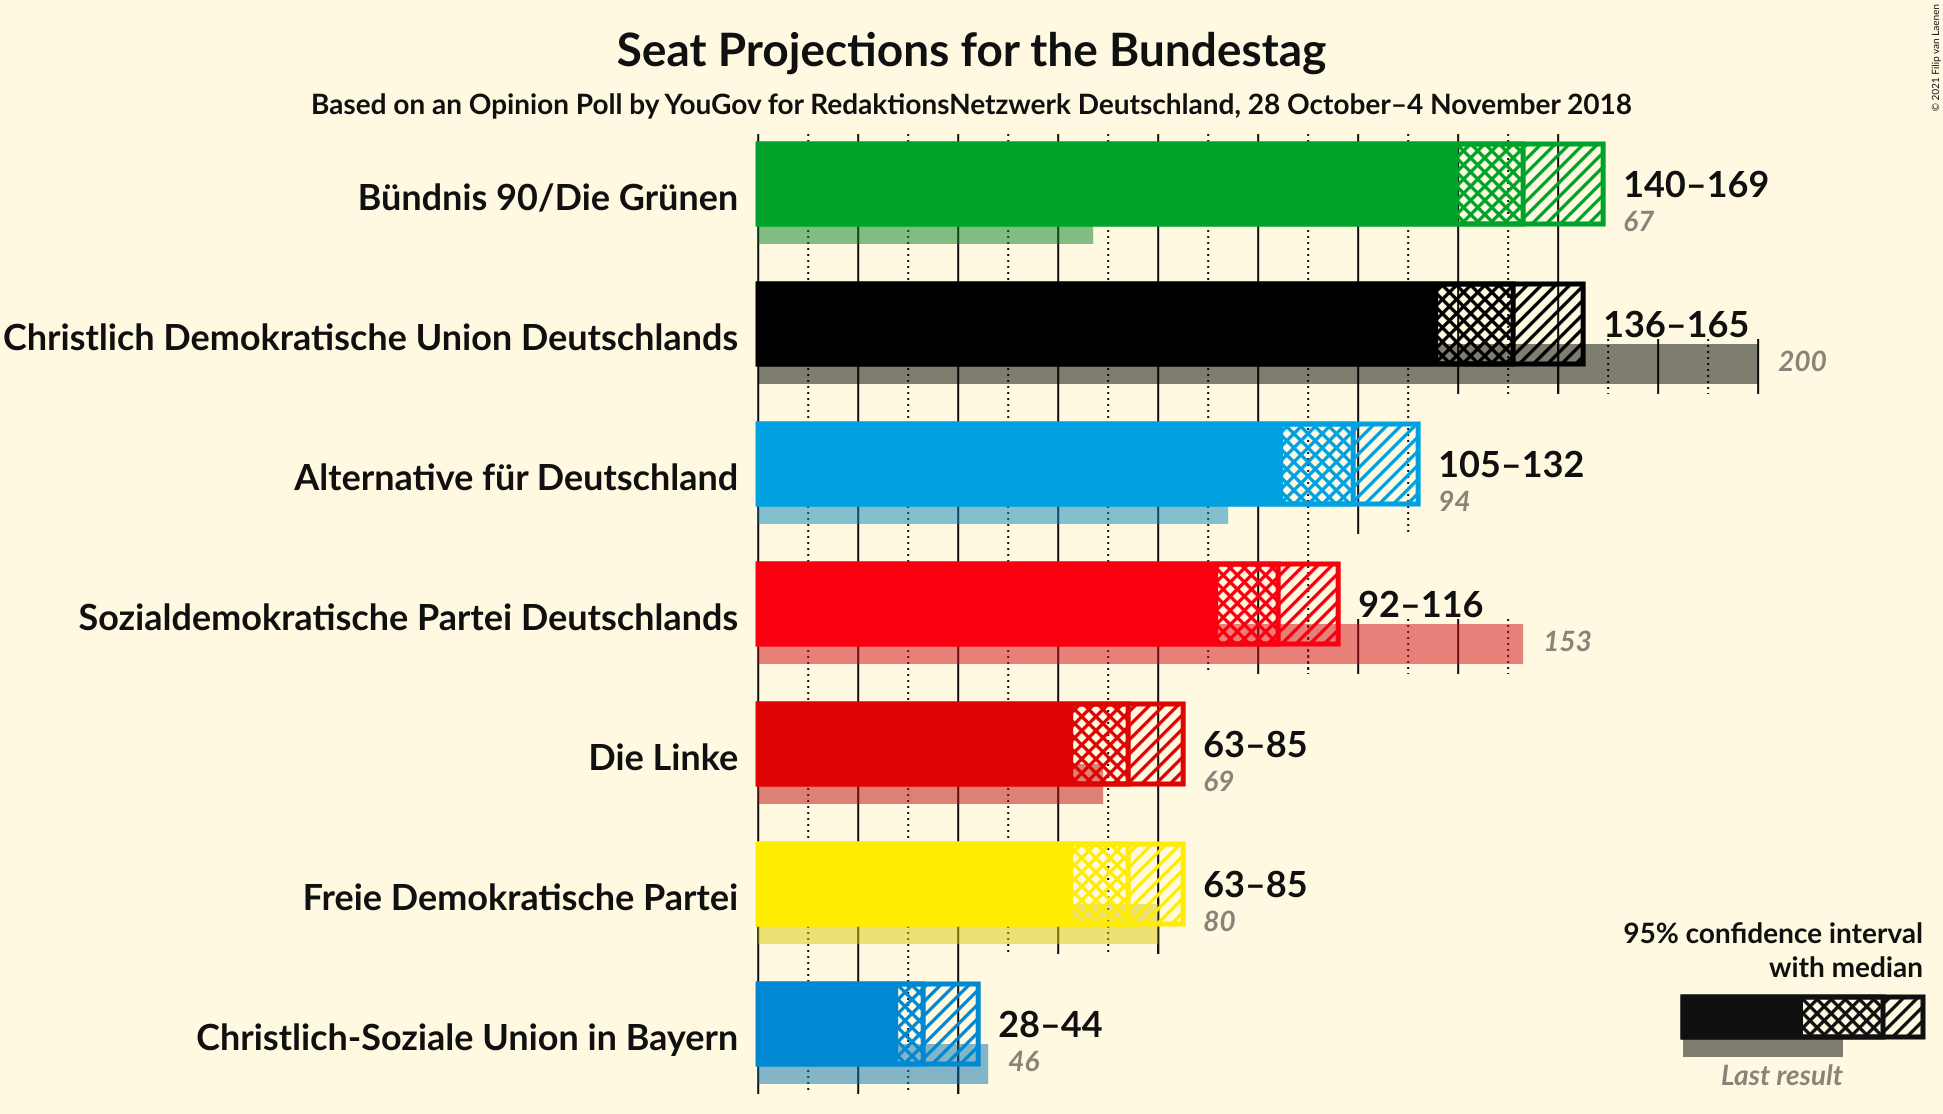 Seat Projections for the Bundestag
Based on an Opinion Poll by YouGov for RedaktionsNetzwerk Deutschland, 28 October–4 November 2018
© 2021 Filip van Laenen
Bündnis 90/Die Grünen
140–169
67
Christlich Demokratische Union Deutschlands
136–165
200
Alternative für Deutschland
105–132
94
Sozialdemokratische Partei Deutschlands
92–116
153
Die Linke
63–85
69
Freie Demokratische Partei
63–85
80
Christlich-Soziale Union in Bayern
28–44
46
95% confidence interval
with median
Last result